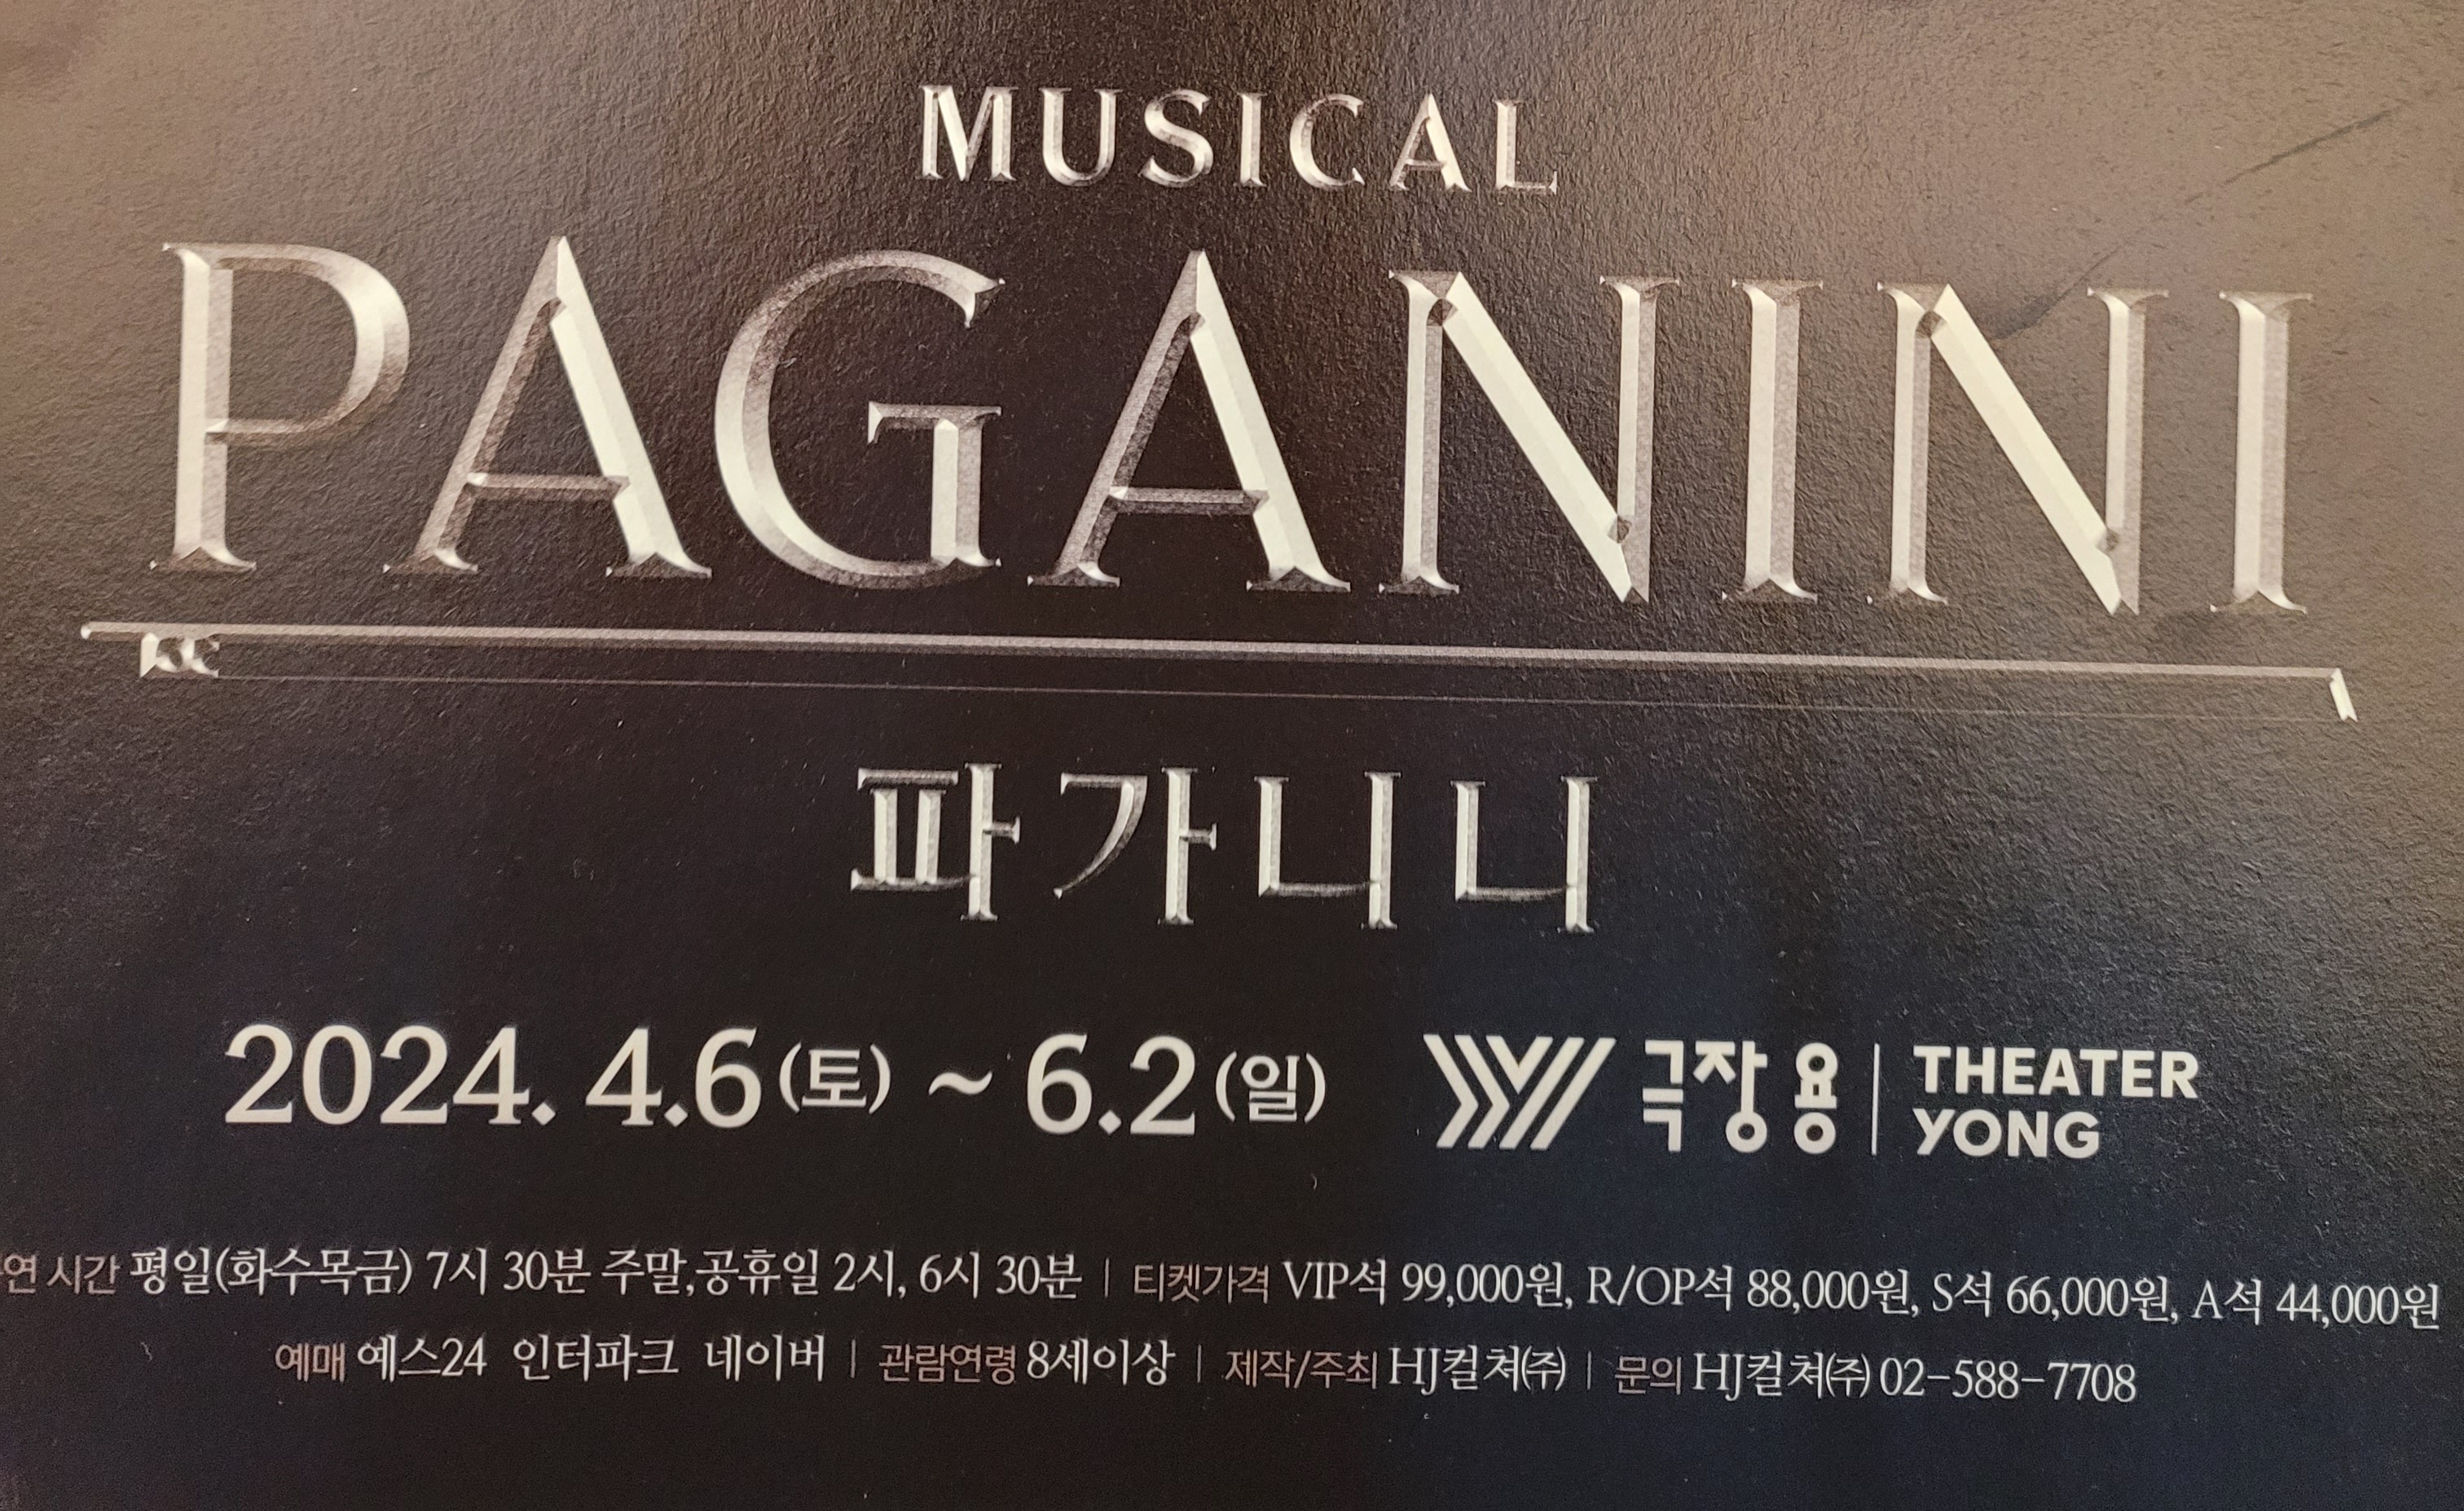 MUSICAL
PAGANINI
파가니니
2024. 4.6(토) ~ 6.2(일) 극장 용 | THEATER YONG
연 시간 평일(화수목금) 7시 30분 주말,공휴일 2시, 6시 30분 | 티켓가격 VIP석 99,000원, R/OP석 88,000원, S석 66,000원, A석 44,000원
예매 예스24 인터파크 네이버 | 관람연령 8세이상 | 제작/주최 HJ컬쳐㈜ | 문의 HJ컬쳐㈜ 02-588-7708